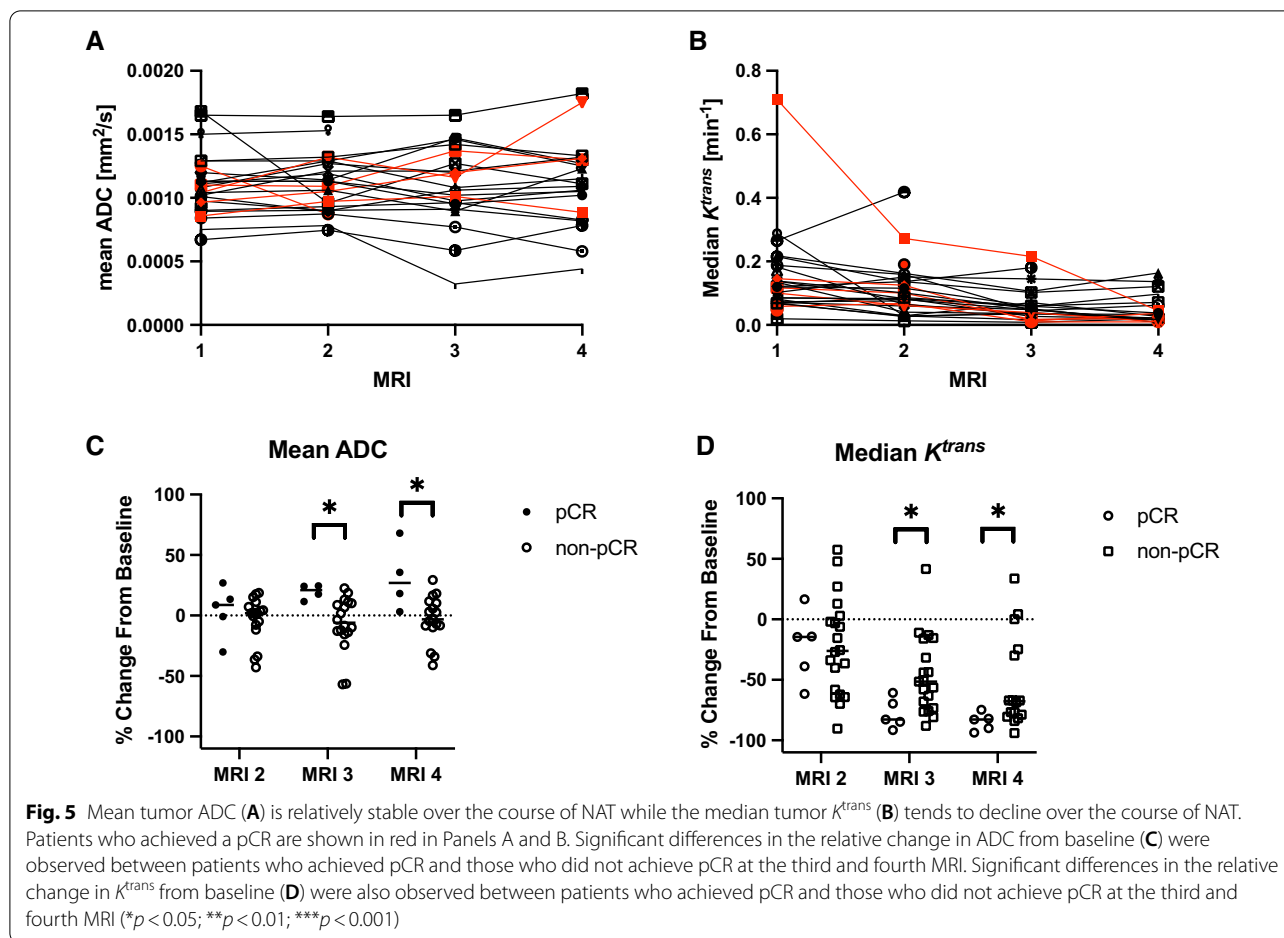 A
mean ADC [mm²/s]
0.0020
0.0015
0.0010
0.0005
0.0000
1 2 3 4
MRI
B
Median Kᵗʳᵃⁿˢ [min⁻¹]
0.8
0.6
0.4
0.2
0.0
1 2 3 4
MRI
C
Mean ADC
% Change From Baseline
100
50
0
-50
-100
* *
pCR
non-pCR
MRI 2 MRI 3 MRI 4
D
Median Kᵗʳᵃⁿˢ
% Change From Baseline
100
50
0
-50
-100
* *
pCR
non-pCR
MRI 2 MRI 3 MRI 4
Fig. 5 Mean tumor ADC (A) is relatively stable over the course of NAT while the median tumor Kᵗʳᵃⁿˢ (B) tends to decline over the course of NAT.
Patients who achieved a pCR are shown in red in Panels A and B. Significant differences in the relative change in ADC from baseline (C) were
observed between patients who achieved pCR and those who did not achieve pCR at the third and fourth MRI. Significant differences in the relative
change in Kᵗʳᵃⁿˢ from baseline (D) were also observed between patients who achieved pCR and those who did not achieve pCR at the third and
fourth MRI (*p < 0.05; **p < 0.01; ***p < 0.001)